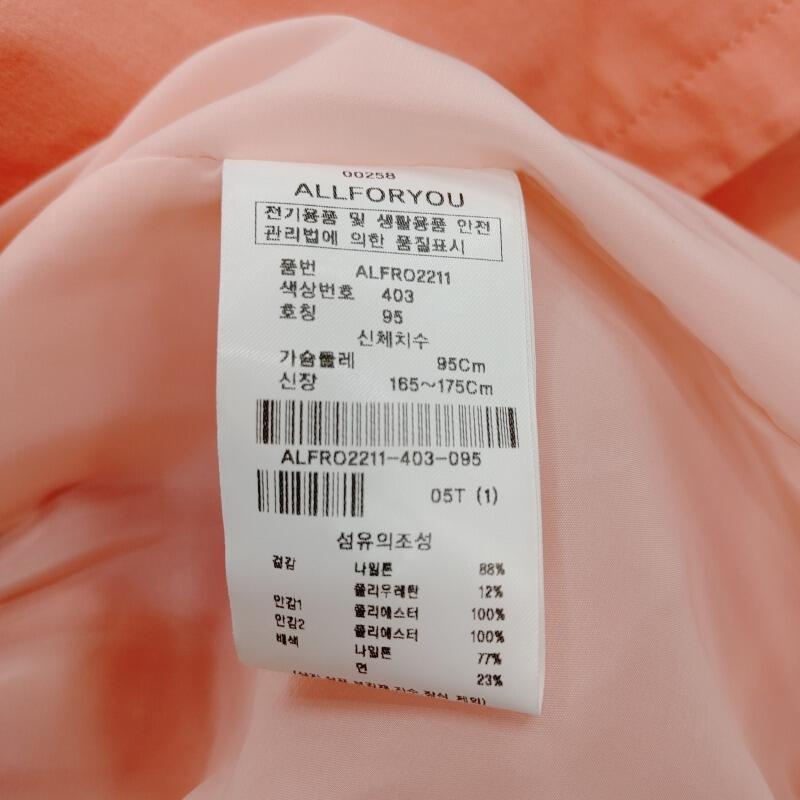 00258
ALLFORYOU
전기용품 및 생활용품 안전
관리법에 의한 품질표시
품번 ALFRO2211
색상번호 403
호칭 95
신체치수
가슴둘레 95Cm
신장 165~175Cm
ALFRO2211-403-095
05T (1)
섬유의조성
겉감 나일론 88%
폴리우레탄 12%
안감1 폴리에스터 100%
안감2 폴리에스터 100%
배색 나일론 77%
면 23%
제외)